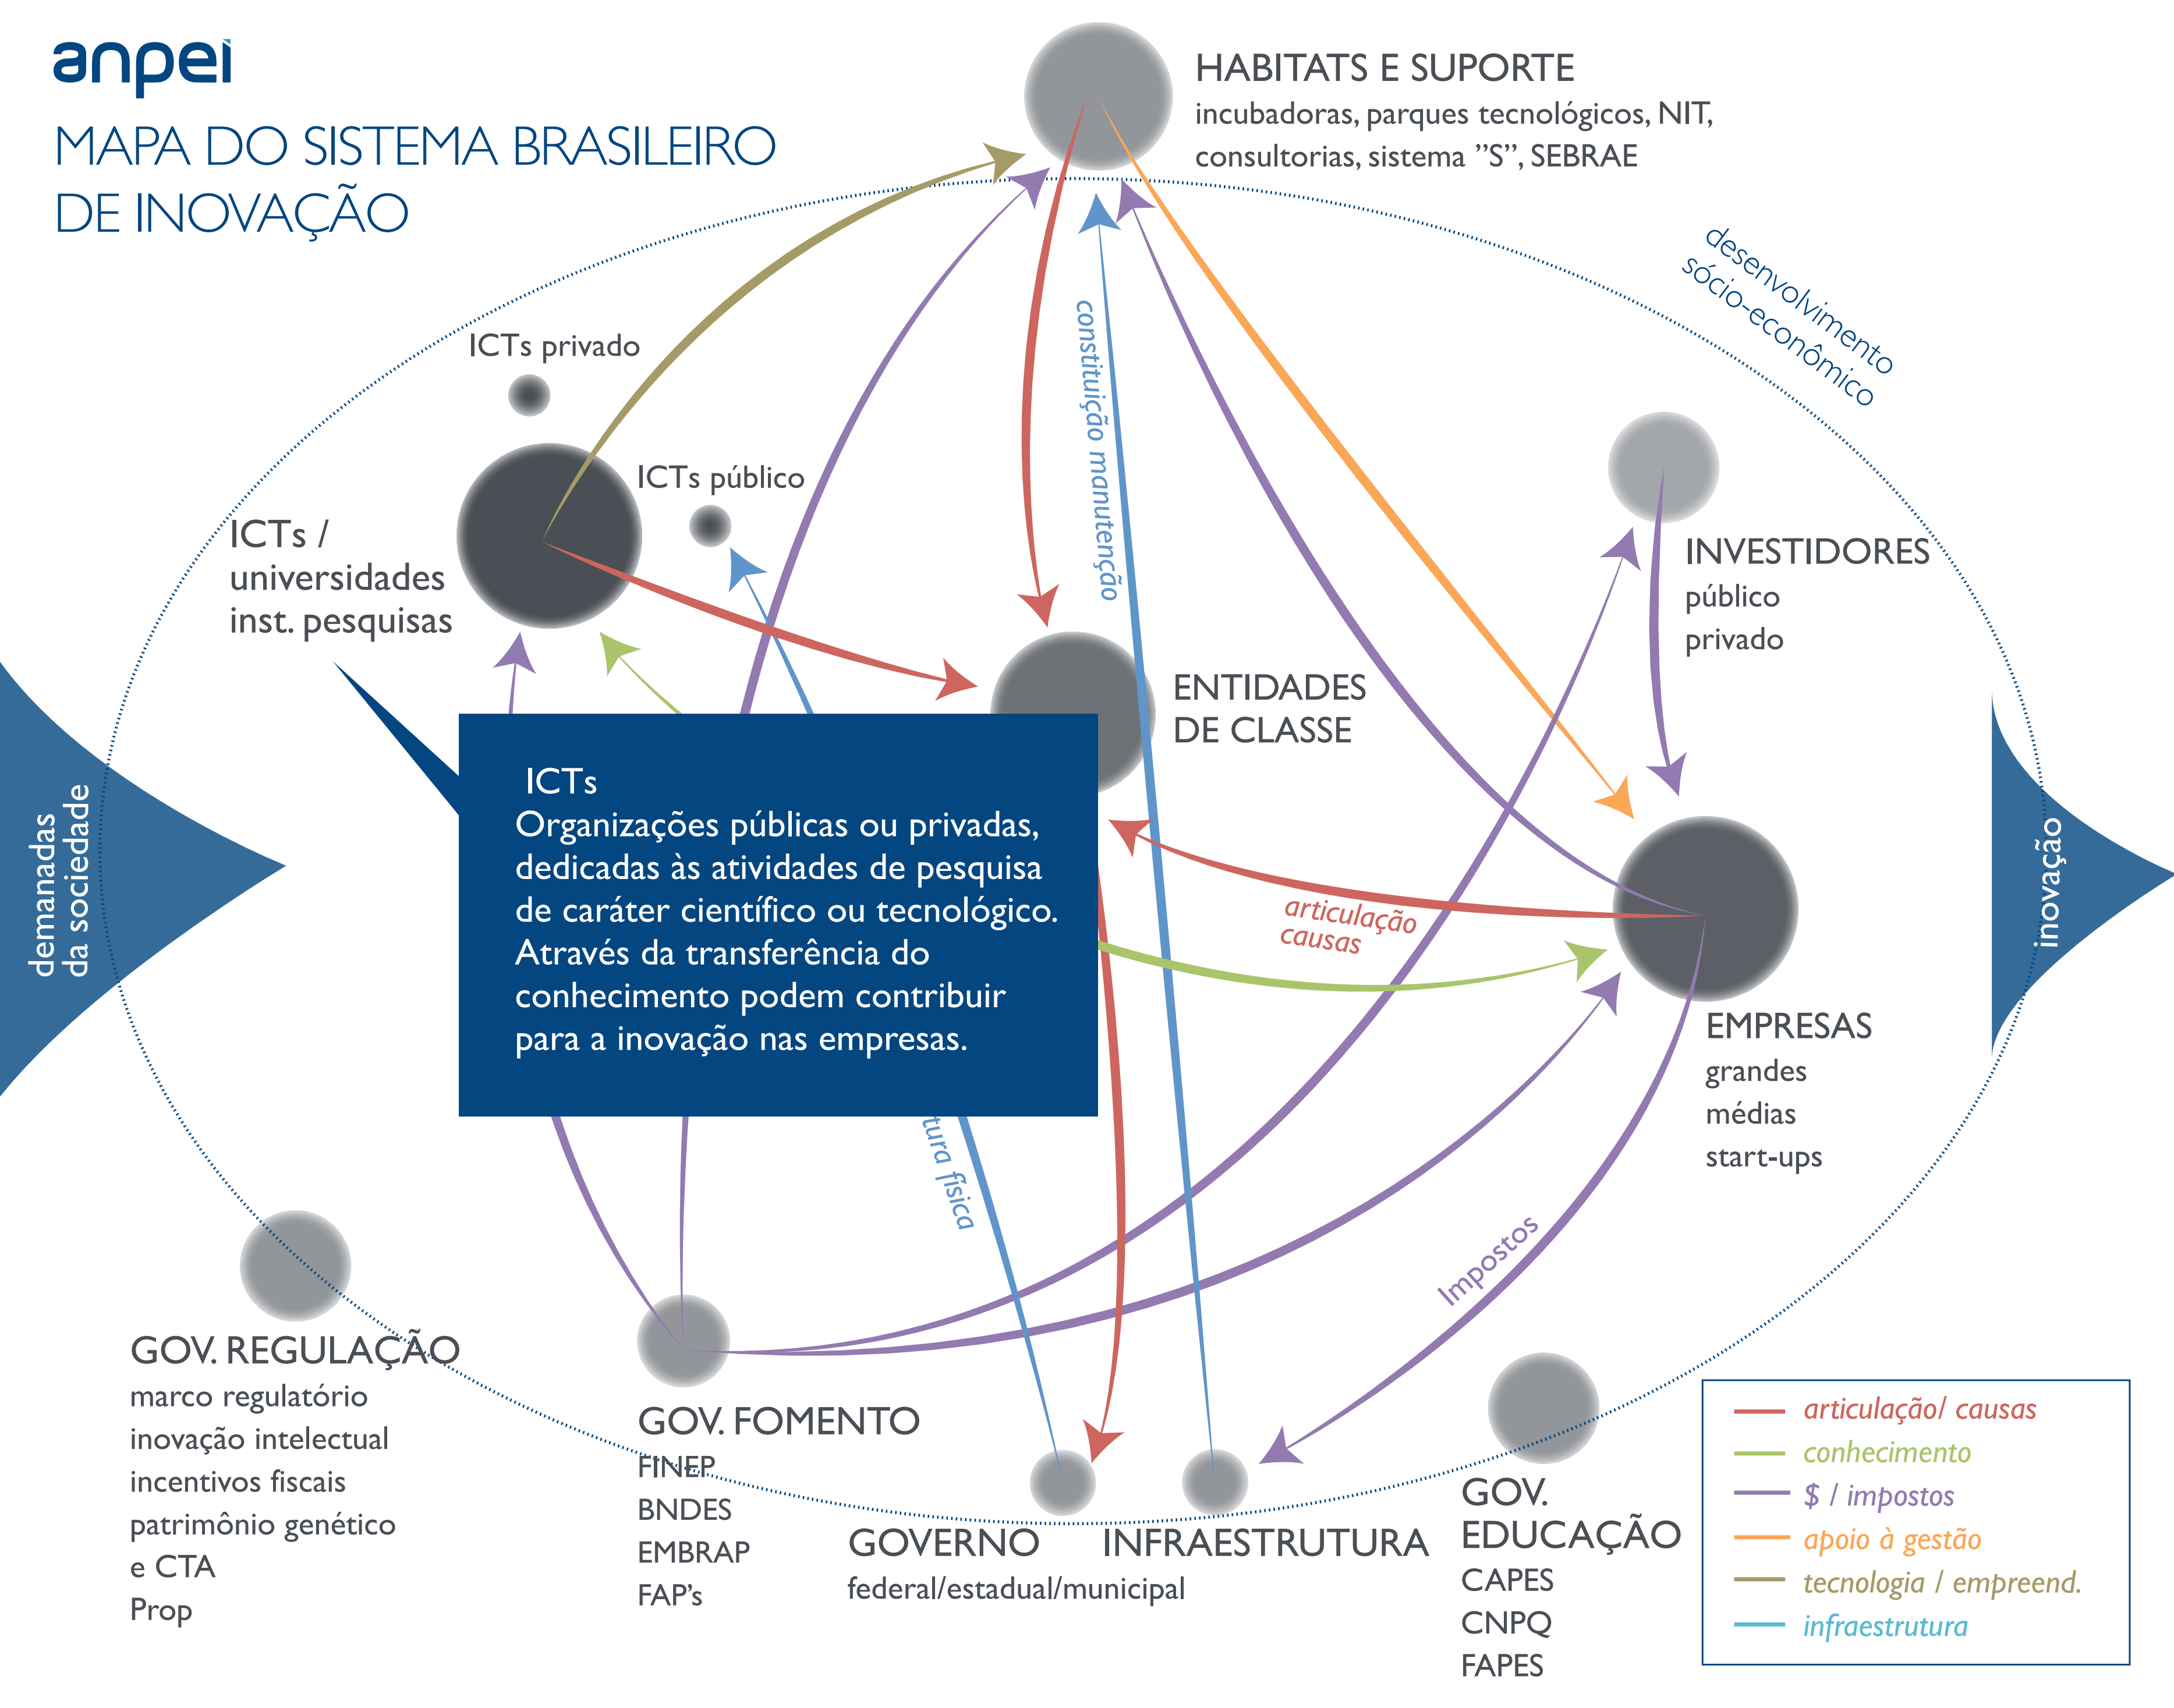 anpei
MAPA DO SISTEMA BRASILEIRO
DE INOVAÇÃO
HABITATS E SUPORTE
incubadoras, parques tecnológicos, NIT,
consultorias, sistema ”S”, SEBRAE
desenvolvimento
sócio-econômico
ICTs privado
ICTs público
ICTs /
universidades
inst. pesquisas
constituição manutenção
INVESTIDORES
público
privado
ENTIDADES
DE CLASSE
demanadas
da sociedade
ICTs
Organizações públicas ou privadas,
dedicadas às atividades de pesquisa
de caráter científico ou tecnológico.
Através da transferência do
conhecimento podem contribuir
para a inovação nas empresas.
articulação
causas
inovação
EMPRESAS
grandes
médias
start-ups
tura física
Impostos
GOV. REGULAÇÃO
marco regulatório
inovação intelectual
incentivos fiscais
patrimônio genético
e CTA
Prop
GOV. FOMENTO
FINEP
BNDES
EMBRAP
FAP’s
GOVERNO
federal/estadual/municipal
INFRAESTRUTURA
GOV.
EDUCAÇÃO
CAPES
CNPQ
FAPES
articulação/ causas
conhecimento
$ / impostos
apoio à gestão
tecnologia / empreend.
infraestrutura